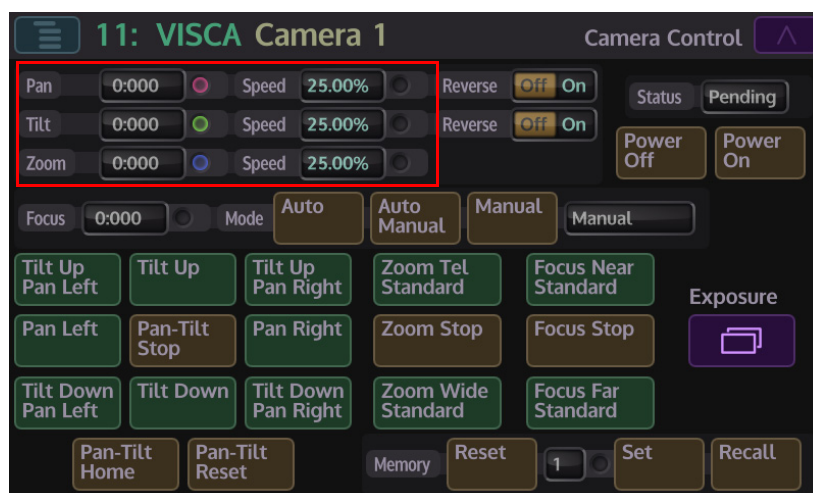 11: VISCA Camera 1 Camera Control
Pan 0:000 Speed 25.00% Reverse Off On
Status Pending
Tilt 0:000 Speed 25.00% Reverse Off On
Power Off Power On
Zoom 0:000 Speed 25.00%
Focus 0:000 Mode Auto Auto Manual Manual Manual
Tilt Up Pan Left Tilt Up Tilt Up Pan Right Zoom Tel Standard Focus Near Standard
Exposure
Pan Left Pan-Tilt Stop Pan Right Zoom Stop Focus Stop
Tilt Down Pan Left Tilt Down Tilt Down Pan Right Zoom Wide Standard Focus Far Standard
Pan-Tilt Home Pan-Tilt Reset Memory Reset 1 Set Recall